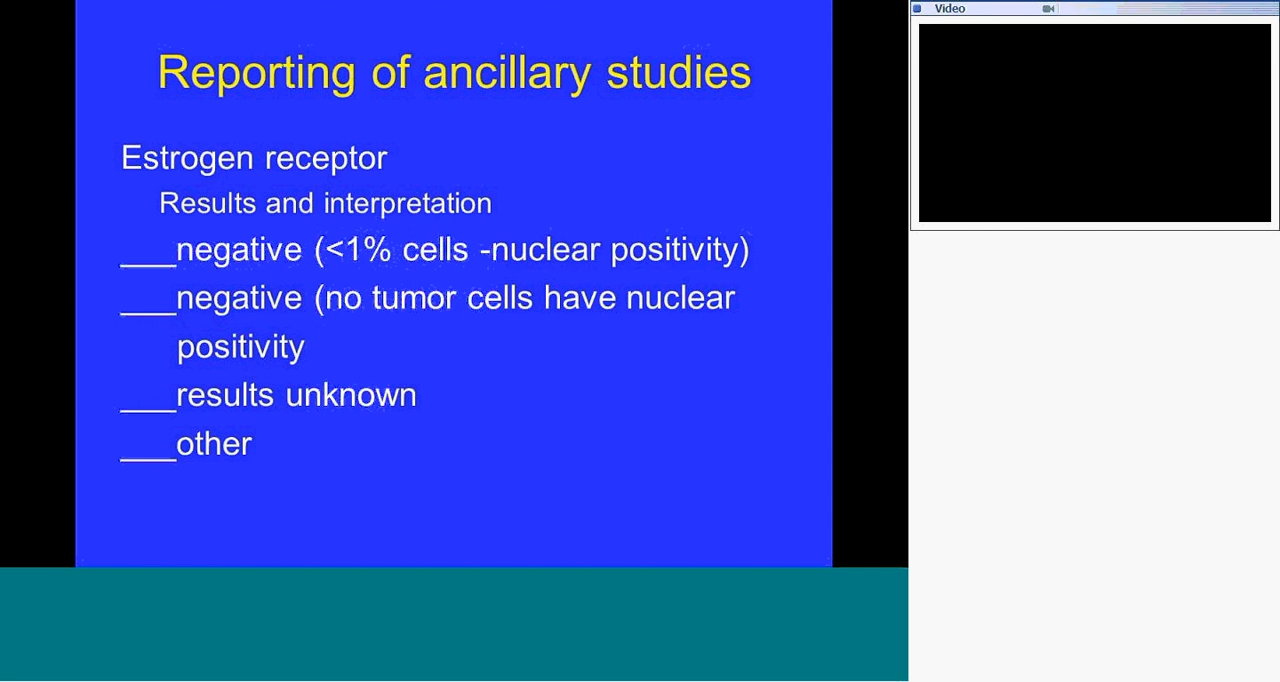 Video
Reporting of ancillary studies
Estrogen receptor
Results and interpretation
___negative (<1% cells -nuclear positivity)
___negative (no tumor cells have nuclear
positivity
___results unknown
___other